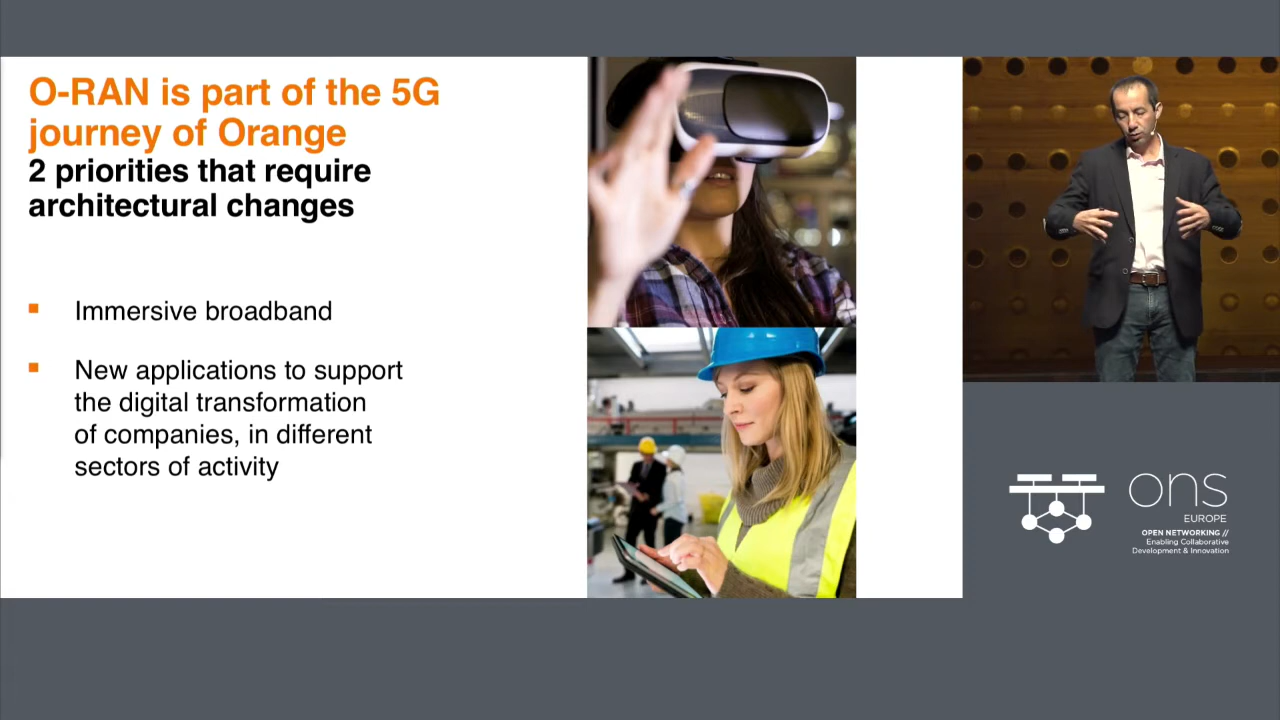 O-RAN is part of the 5G
journey of Orange
2 priorities that require
architectural changes
Immersive broadband
New applications to support
the digital transformation
of companies, in different
sectors of activity
ons
EUROPE
OPEN NETWORKING //
Enabling Collaborative
Development & Innovation